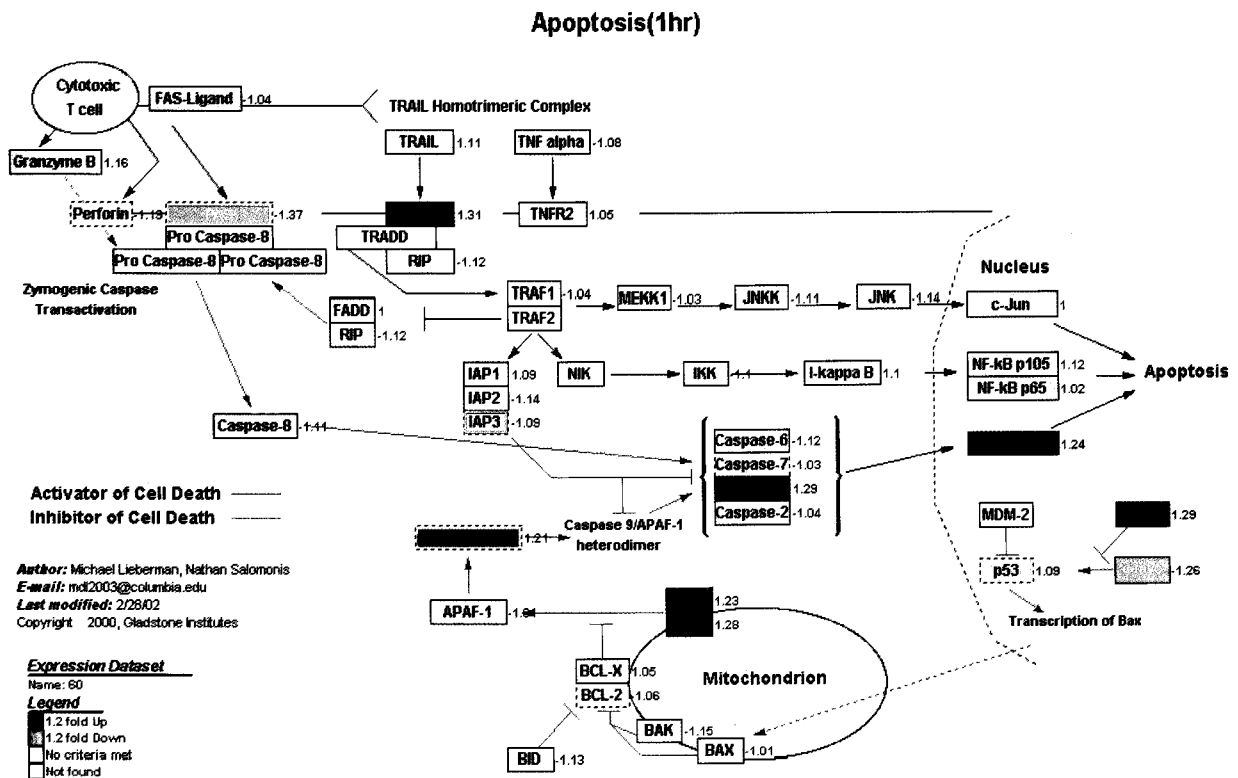 Apoptosis(1hr)
Cytotoxic
T cell
FAS-Ligand -1.04
TRAIL Homotrimeric Complex
TRAIL 1.11
TNF alpha -1.08
Granzyme B 1.16
Perforin -1.19
-1.37
1.31
TNFR2 1.05
Pro Caspase-8
TRADD
Pro Caspase-8 Pro Caspase-8
RIP -1.12
Nucleus
Zymogenic Caspase
Transactivation
FADD 1
RIP -1.12
TRAF1 -1.04
TRAF2
MEKK1 -1.03
JNKK -1.11
JNK -1.14
c-Jun 1
IAP1 1.09
IAP2 -1.14
IAP3 -1.09
NIK
IKK -1.1
I-kappa B 1.1
NF-kB p105 1.12
NF-kB p65 1.02
Apoptosis
Caspase-8 -1.11
Caspase-6 -1.12
Caspase-7 -1.03
1.29
Caspase-2 -1.04
1.24
Activator of Cell Death
Inhibitor of Cell Death
1.21
Caspase 9/APAF-1
heterodimer
MDM-2
1.29
p53 1.09
-1.26
Transcription of Bax
Author: Michael Lieberman, Nathan Salomonis
E-mail: mdl2003@columbia.edu
Last modified: 2/26/02
Copyright 2000, Gladstone Institutes
APAF-1
1.23
1.28
BCL-X 1.05
BCL-2 -1.06
Mitochondrion
BAK -1.15
BAX -1.01
BID -1.13
Expression Dataset
Name: 60
Legend
1.2 fold Up
1.2 fold Down
No criteria met
Not found